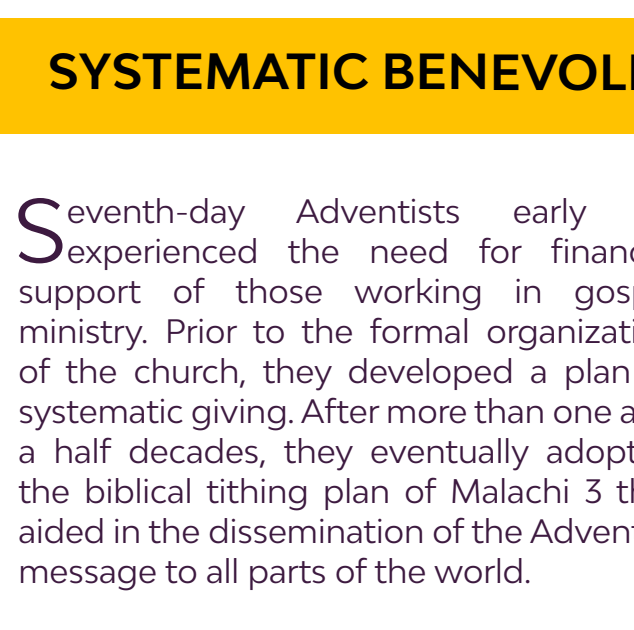 SYSTEMATIC BENEVOL
Seventh-day Adventists early
experienced the need for financ
support of those working in gosp
ministry. Prior to the formal organizati
of the church, they developed a plan
systematic giving. After more than one a
a half decades, they eventually adopt
the biblical tithing plan of Malachi 3 th
aided in the dissemination of the Advent
message to all parts of the world.